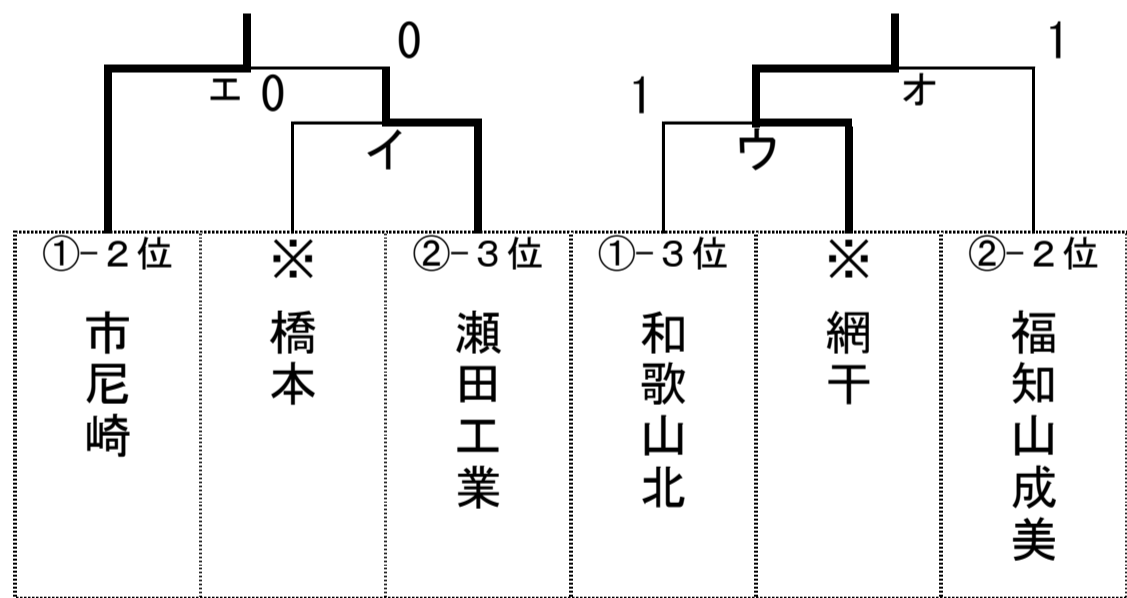 0
1
エ
0
1
オ
イ
ウ
①-2位
※
②-3位
①-3位
※
②-2位
市尼崎
橋本
瀬田工業
和歌山北
網干
福知山成美